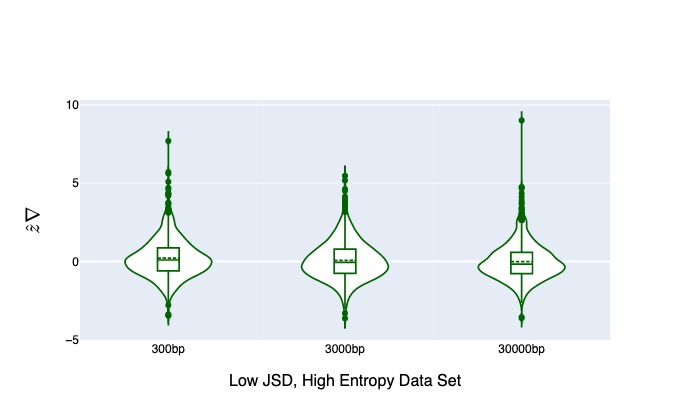 10
5
0
−5
∇ẑ
300bp
3000bp
30000bp
Low JSD, High Entropy Data Set